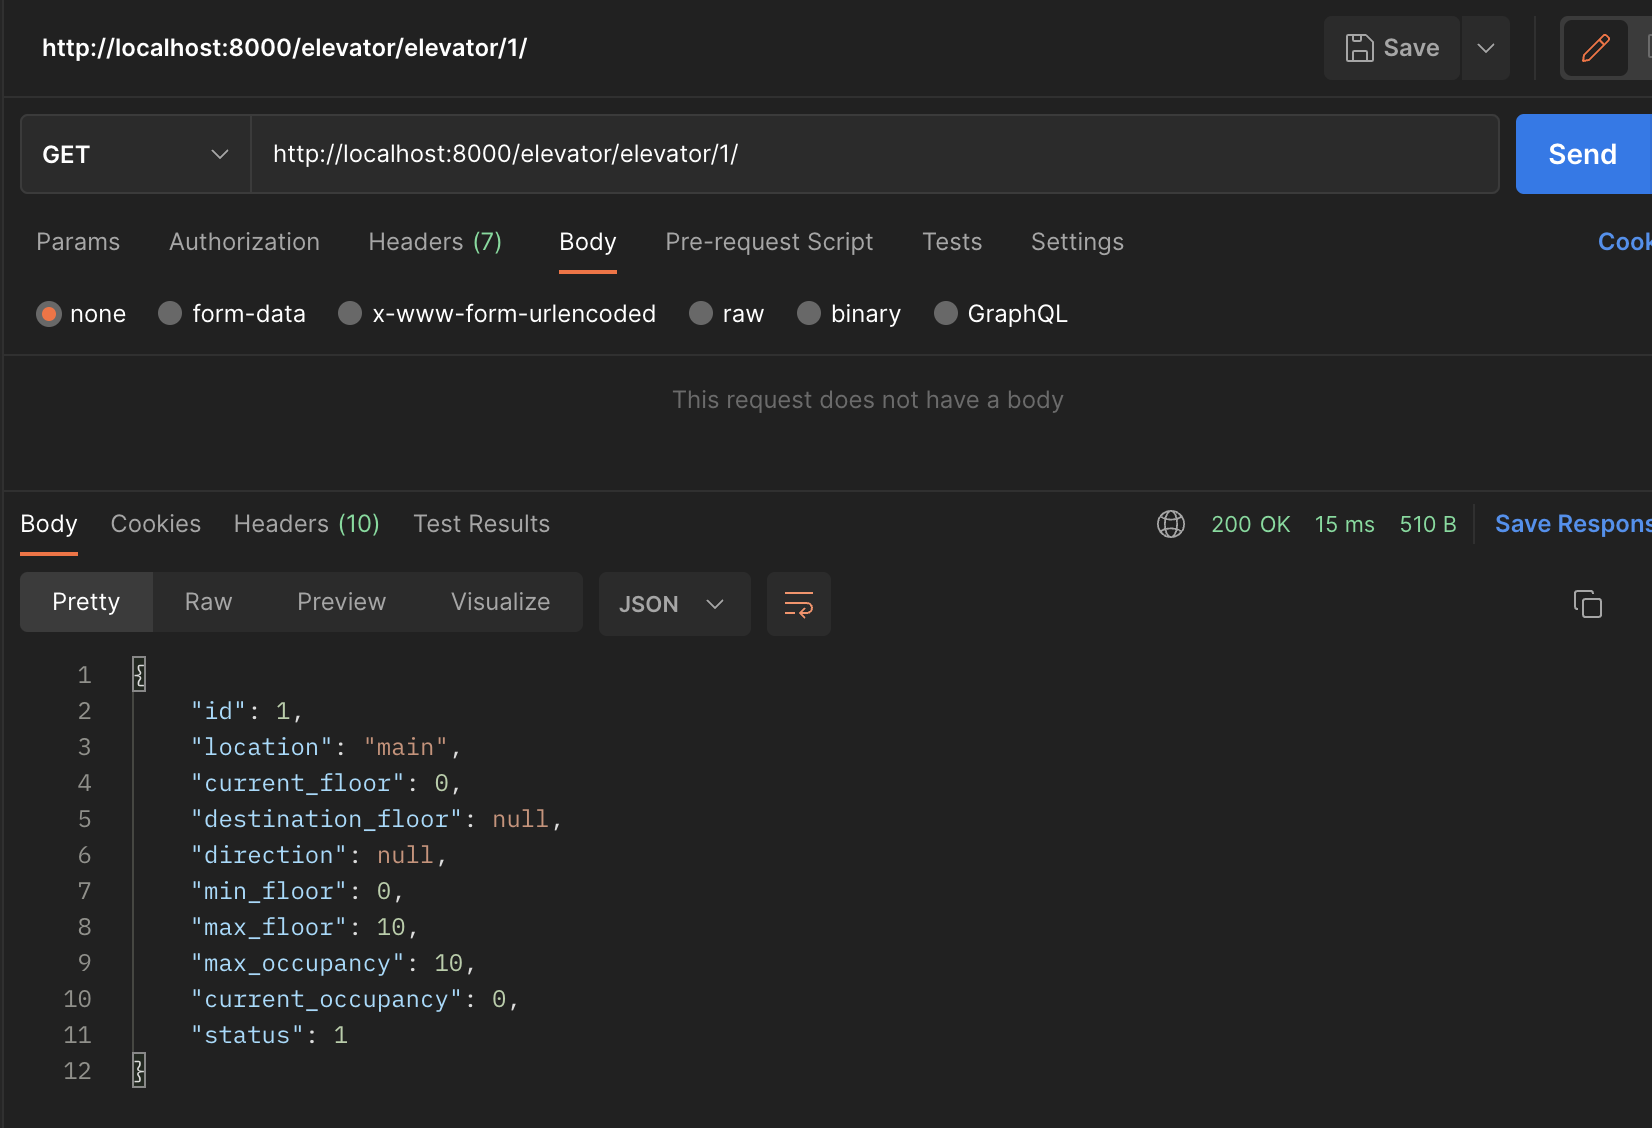 http://localhost:8000/elevator/elevator/1/
Save
GET
http://localhost:8000/elevator/elevator/1/
Send
Params Authorization Headers (7) Body Pre-request Script Tests Settings
none form-data x-www-form-urlencoded raw binary GraphQL
This request does not have a body
Body Cookies Headers (10) Test Results 200 OK 15 ms 510 B Save
Pretty Raw Preview Visualize JSON
1 {
2 "id": 1,
3 "location": "main",
4 "current_floor": 0,
5 "destination_floor": null,
6 "direction": null,
7 "min_floor": 0,
8 "max_floor": 10,
9 "max_occupancy": 10,
10 "current_occupancy": 0,
11 "status": 1
12 }